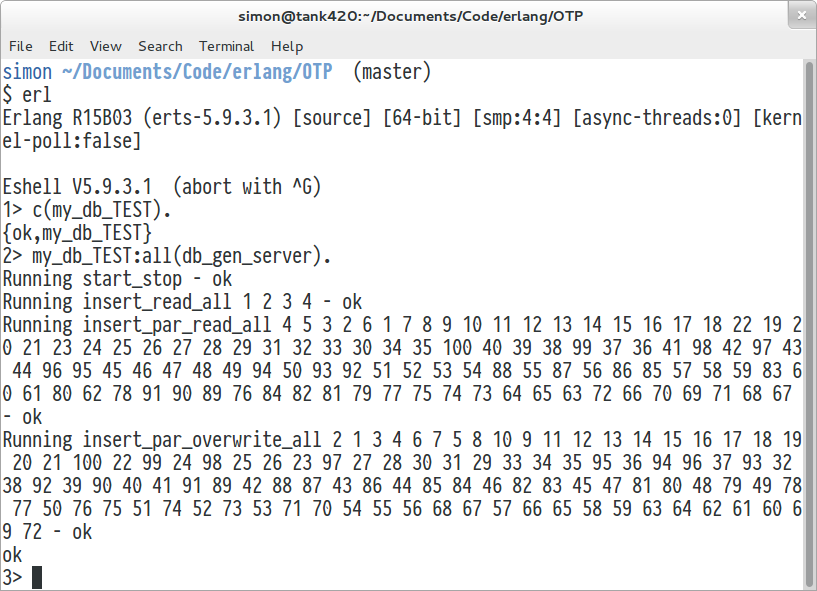 simon@tank420:~/Documents/Code/erlang/OTP
File Edit View Search Terminal Help
simon ~/Documents/Code/erlang/OTP  (master)
$ erl
Erlang R15B03 (erts-5.9.3.1) [source] [64-bit] [smp:4:4] [async-threads:0] [kern
el-poll:false]

Eshell V5.9.3.1  (abort with ^G)
1> c(my_db_TEST).
{ok,my_db_TEST}
2> my_db_TEST:all(db_gen_server).
Running start_stop - ok
Running insert_read_all 1 2 3 4 - ok
Running insert_par_read_all 4 5 3 2 6 1 7 8 9 10 11 12 13 14 15 16 17 18 22 19 2
0 21 23 24 25 26 27 28 29 31 32 33 30 34 35 100 40 39 38 99 37 36 41 98 42 97 43
 44 96 95 45 46 47 48 49 94 50 93 92 51 52 53 54 88 55 87 56 86 85 57 58 59 83 6
0 61 80 62 78 91 90 89 76 84 82 81 79 77 75 74 73 64 65 63 72 66 70 69 71 68 67
- ok
Running insert_par_overwrite_all 2 1 3 4 6 7 5 8 10 9 11 12 13 14 15 16 17 18 19
 20 21 100 22 99 24 98 25 26 23 97 27 28 30 31 29 33 34 35 95 36 94 96 37 93 32
38 92 39 90 40 41 91 89 42 88 87 43 86 44 85 84 46 82 83 45 47 81 80 48 79 49 78
 77 50 76 75 51 74 52 73 53 71 70 54 55 56 68 67 57 66 65 58 59 63 64 62 61 60 6
9 72 - ok
ok
3>